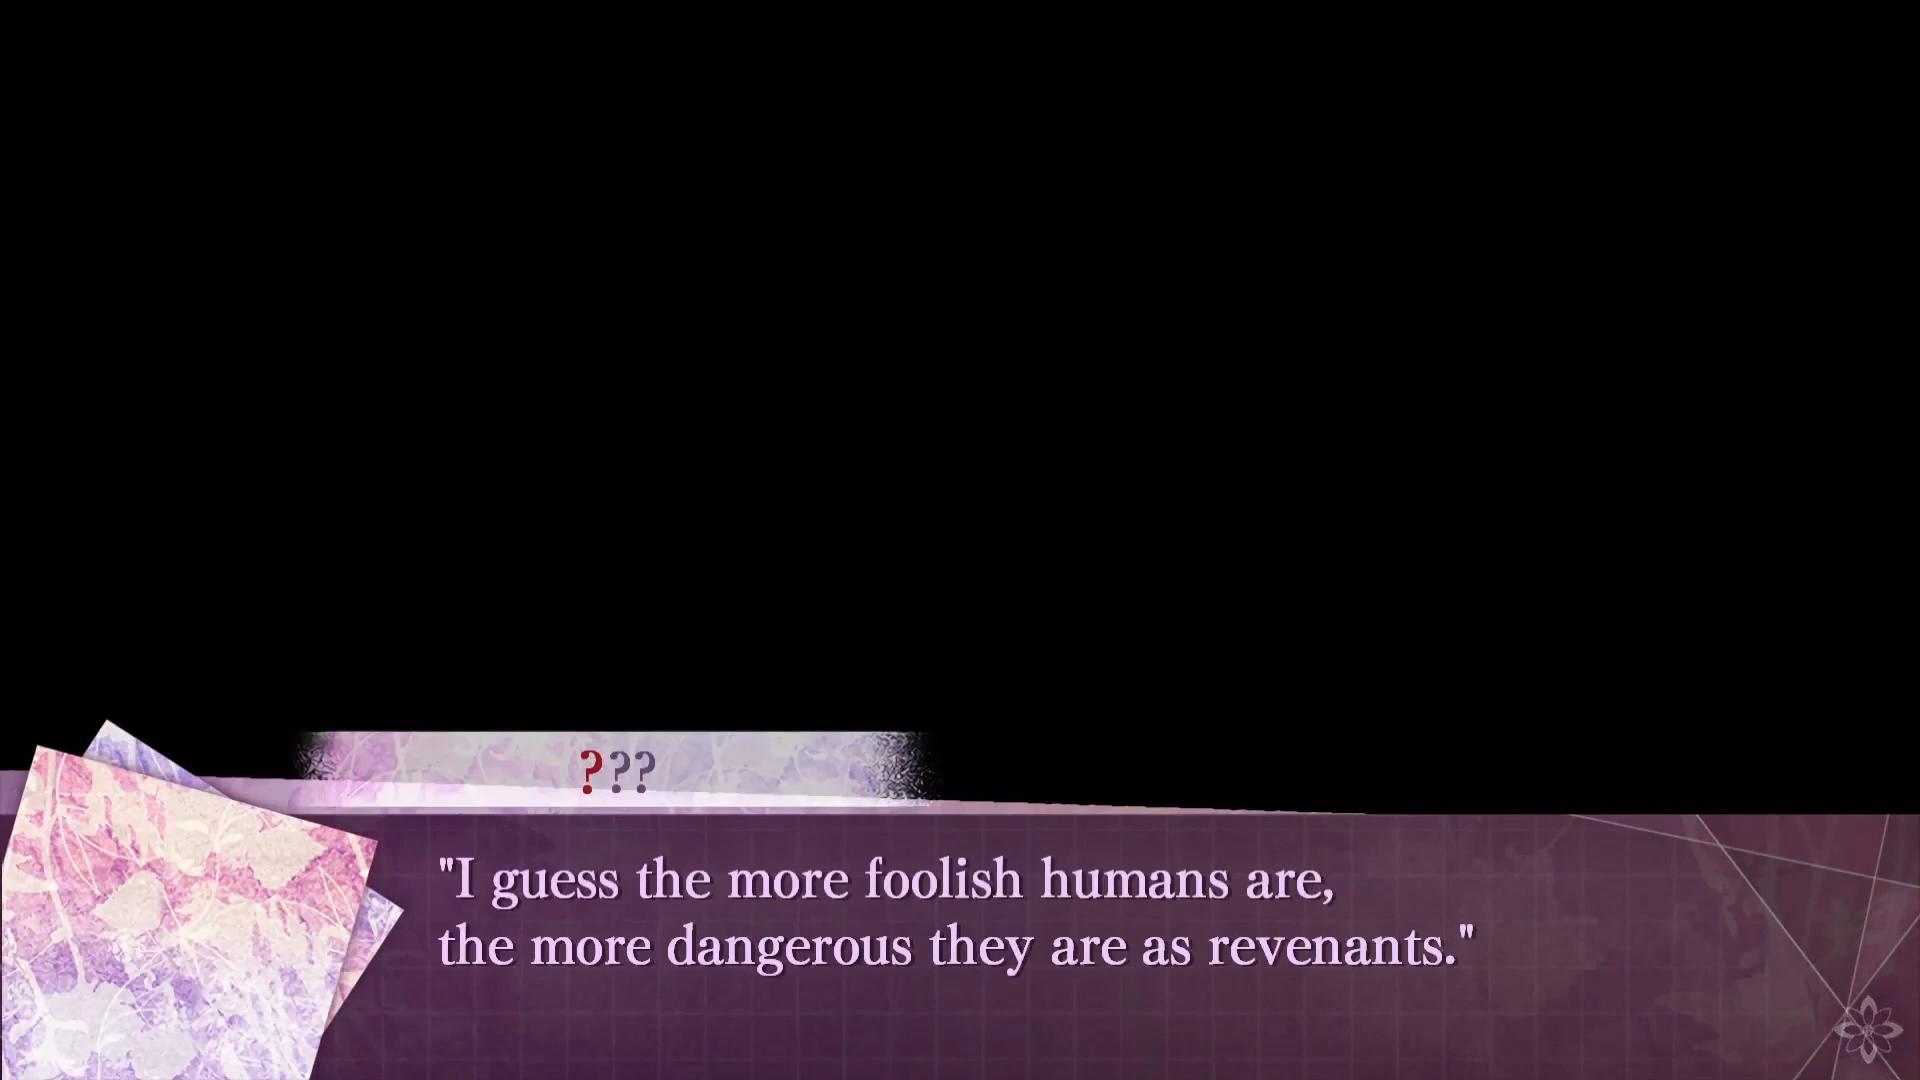 ???
"I guess the more foolish humans are,
the more dangerous they are as revenants."